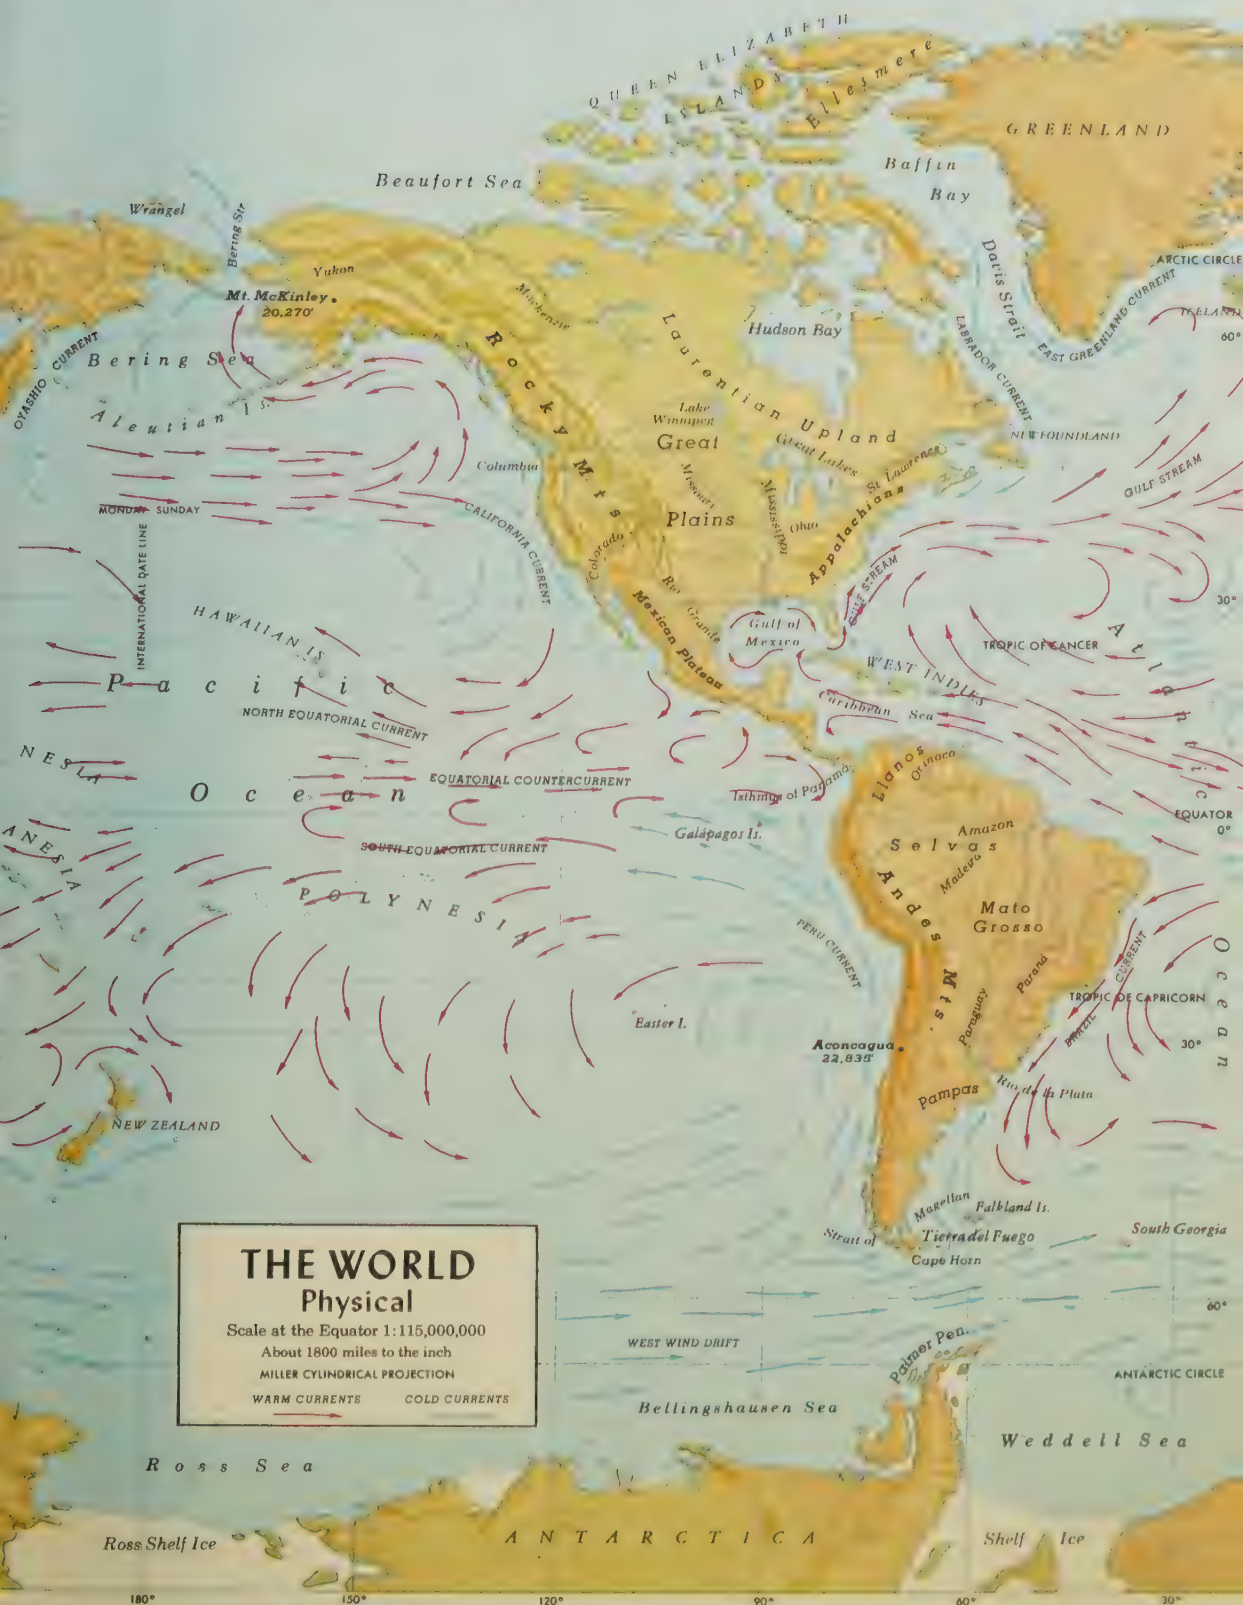 QUEEN ELIZABETH
ISLANDS
Ellesmere
GREENLAND
Baffin
Bay
Beaufort Sea
Wrangel
Bering Str
Davis Strait
ARCTIC CIRCLE
Yukon
Mt. McKinley
20,270'
Mackenzie
EAST GREENLAND CURRENT
ICELAND
60°
Hudson Bay
LABRADOR CURRENT
Laurentian Upland
Rocky Mts
OYASHIO CURRENT
Bering Sea
Aleutian Is.
Lake
Winnipeg
Great
Plains
Great Lakes
St Lawrence
NEWFOUNDLAND
Columbia
Missouri
Mississippi
Ohio
Appalachians
GULF STREAM
MONDAY SUNDAY
INTERNATIONAL DATE LINE
CALIFORNIA CURRENT
Colorado
Rio Grande
Mexican Plateau
GULF STREAM
Gulf of
Mexico
30°
HAWAIIAN IS
TROPIC OF CANCER
Atlantic
WEST INDIES
Caribbean Sea
Pacific
NORTH EQUATORIAL CURRENT
NESIA
EQUATORIAL COUNTERCURRENT
Ocean
Isthmus of Panamá
Llanos
Orinoco
EQUATOR
0°
ANESIA
Galápagos Is.
SOUTH EQUATORIAL CURRENT
Amazon
Selvas
Madeira
POLYNESIA
Andes Mts.
Mato
Grosso
PERU CURRENT
Paraná
Paraguay
BRAZIL CURRENT
TROPIC OF CAPRICORN
Ocean
Easter I.
Aconcagua
22,835'
30°
Pampas
Rio de la Plata
NEW ZEALAND
Strait of Magellan
Falkland Is.
Tierra del Fuego
South Georgia
Cape Horn
THE WORLD
Physical
Scale at the Equator 1:115,000,000
About 1800 miles to the inch
MILLER CYLINDRICAL PROJECTION
WARM CURRENTS COLD CURRENTS
60°
WEST WIND DRIFT
Palmer Pen.
ANTARCTIC CIRCLE
Bellingshausen Sea
Weddell Sea
Ross Sea
Ross Shelf Ice
ANTARCTICA
Shelf Ice
180° 150° 120° 90° 60° 30°